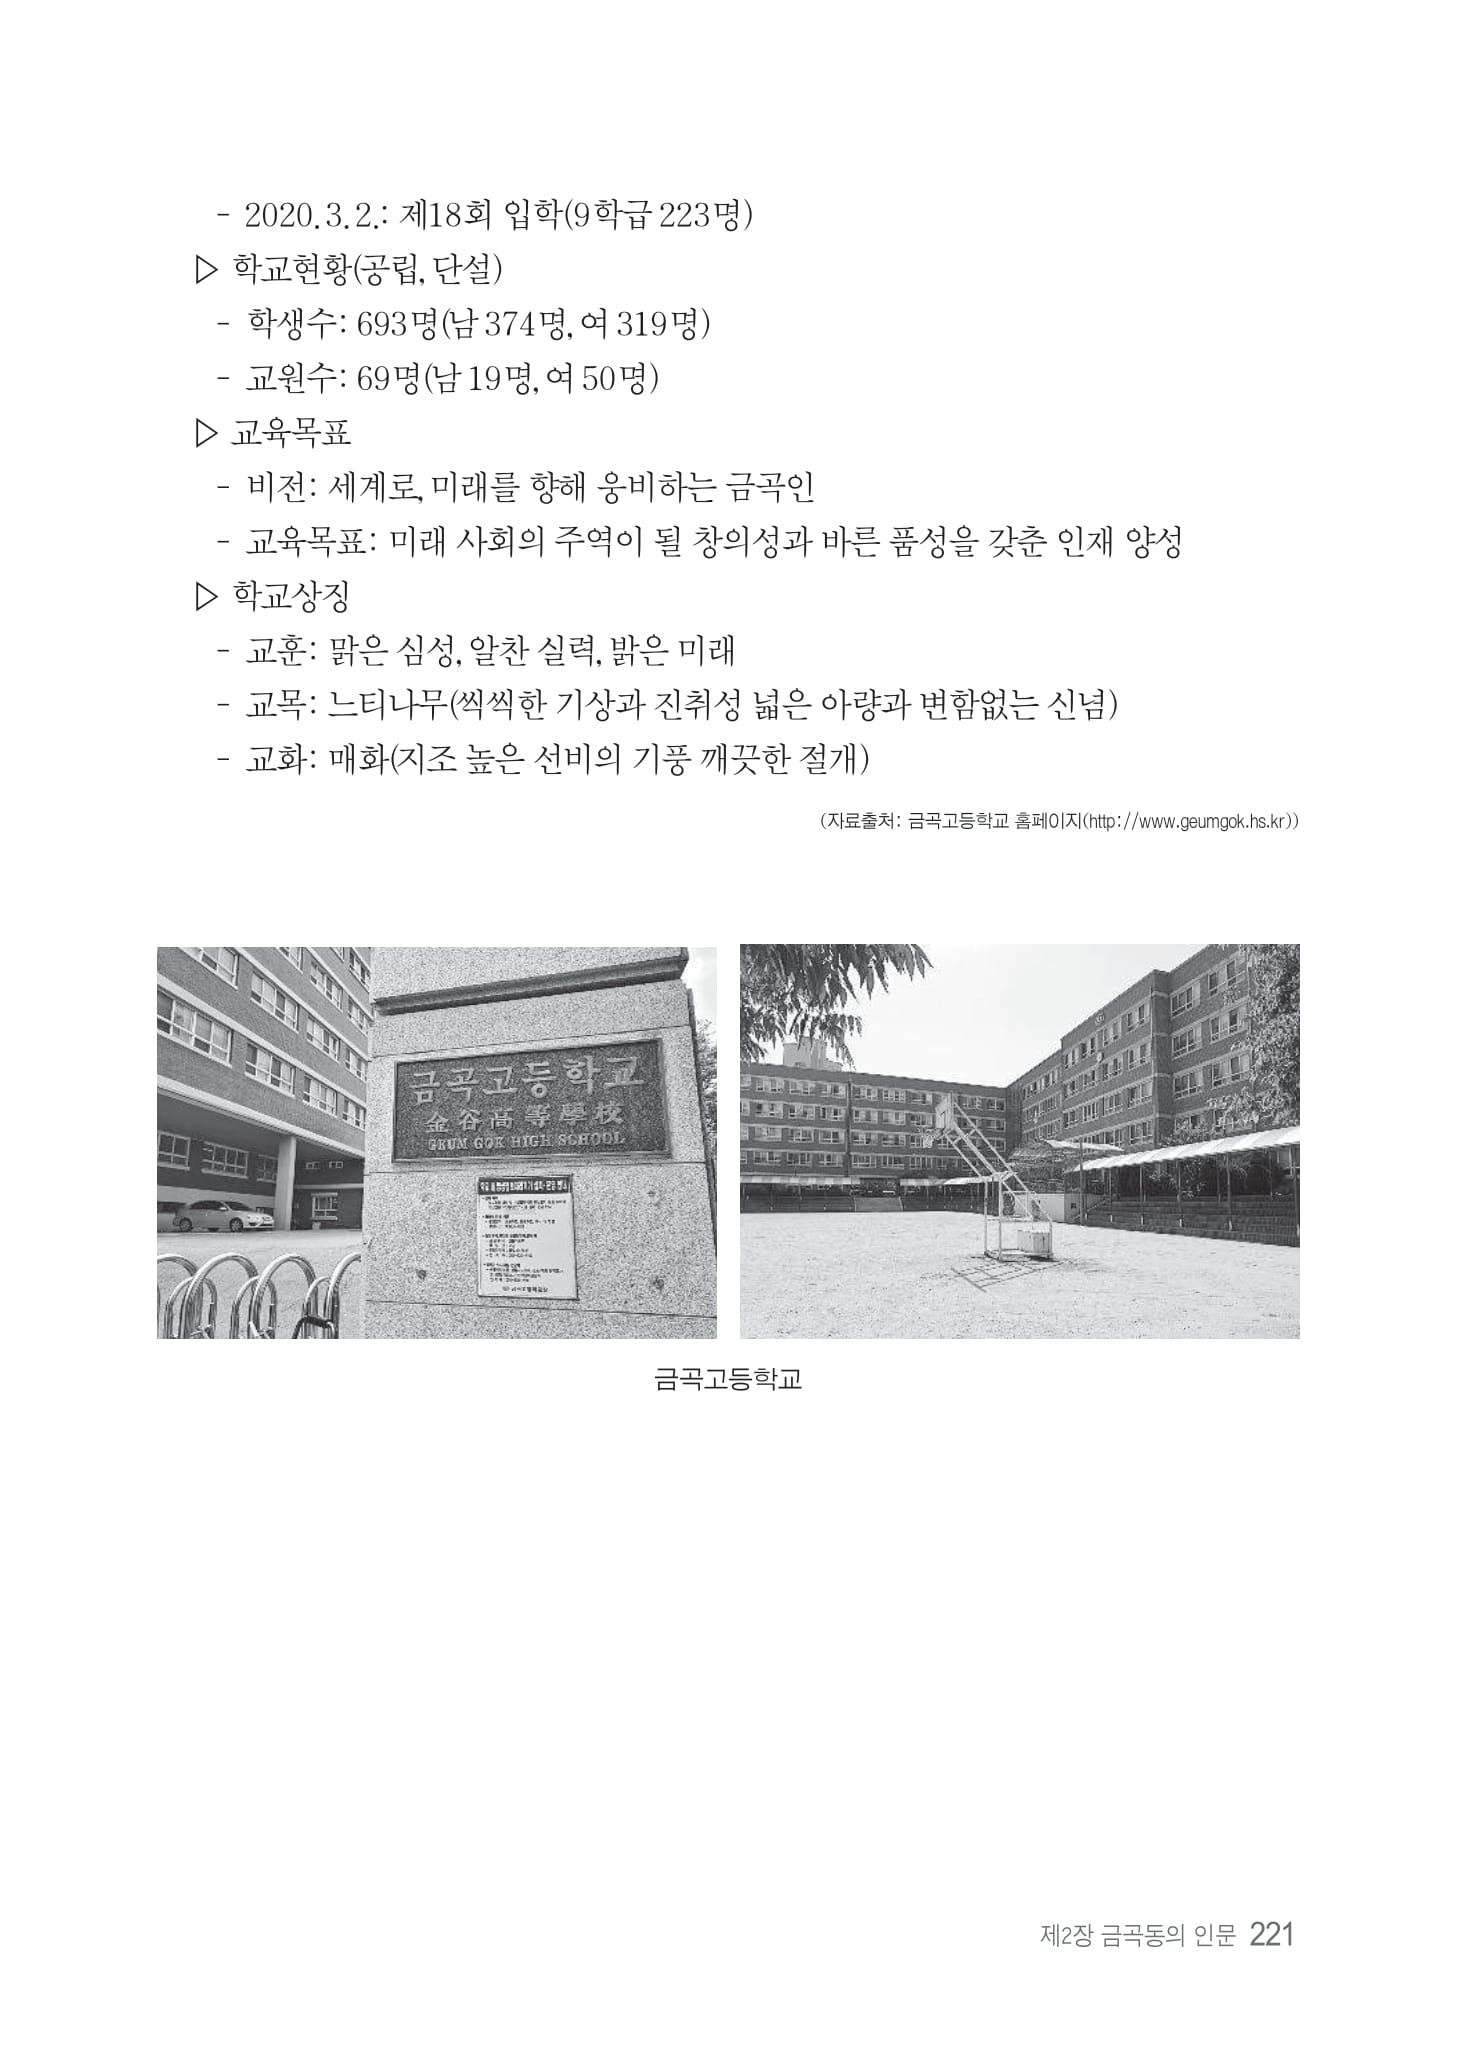 - 2020. 3. 2.: 제18회 입학(9학급 223명)
▷ 학교현황(공립, 단설)
- 학생수: 693명(남 374명, 여 319명)
- 교원수: 69명(남 19명, 여 50명)
▷ 교육목표
- 비전: 세계로, 미래를 향해 웅비하는 금곡인
- 교육목표: 미래 사회의 주역이 될 창의성과 바른 품성을 갖춘 인재 양성
▷ 학교상징
- 교훈: 맑은 심성, 알찬 실력, 밝은 미래
- 교목: 느티나무(씩씩한 기상과 진취성 넓은 아량과 변함없는 신념)
- 교화: 매화(지조 높은 선비의 기풍 깨끗한 절개)
(자료출처: 금곡고등학교 홈페이지(http://www.geumgok.hs.kr))
금곡고등학교
金谷高等學校
GEUM GOK HIGH SCHOOL
금곡고등학교
제2장 금곡동의 인문 221